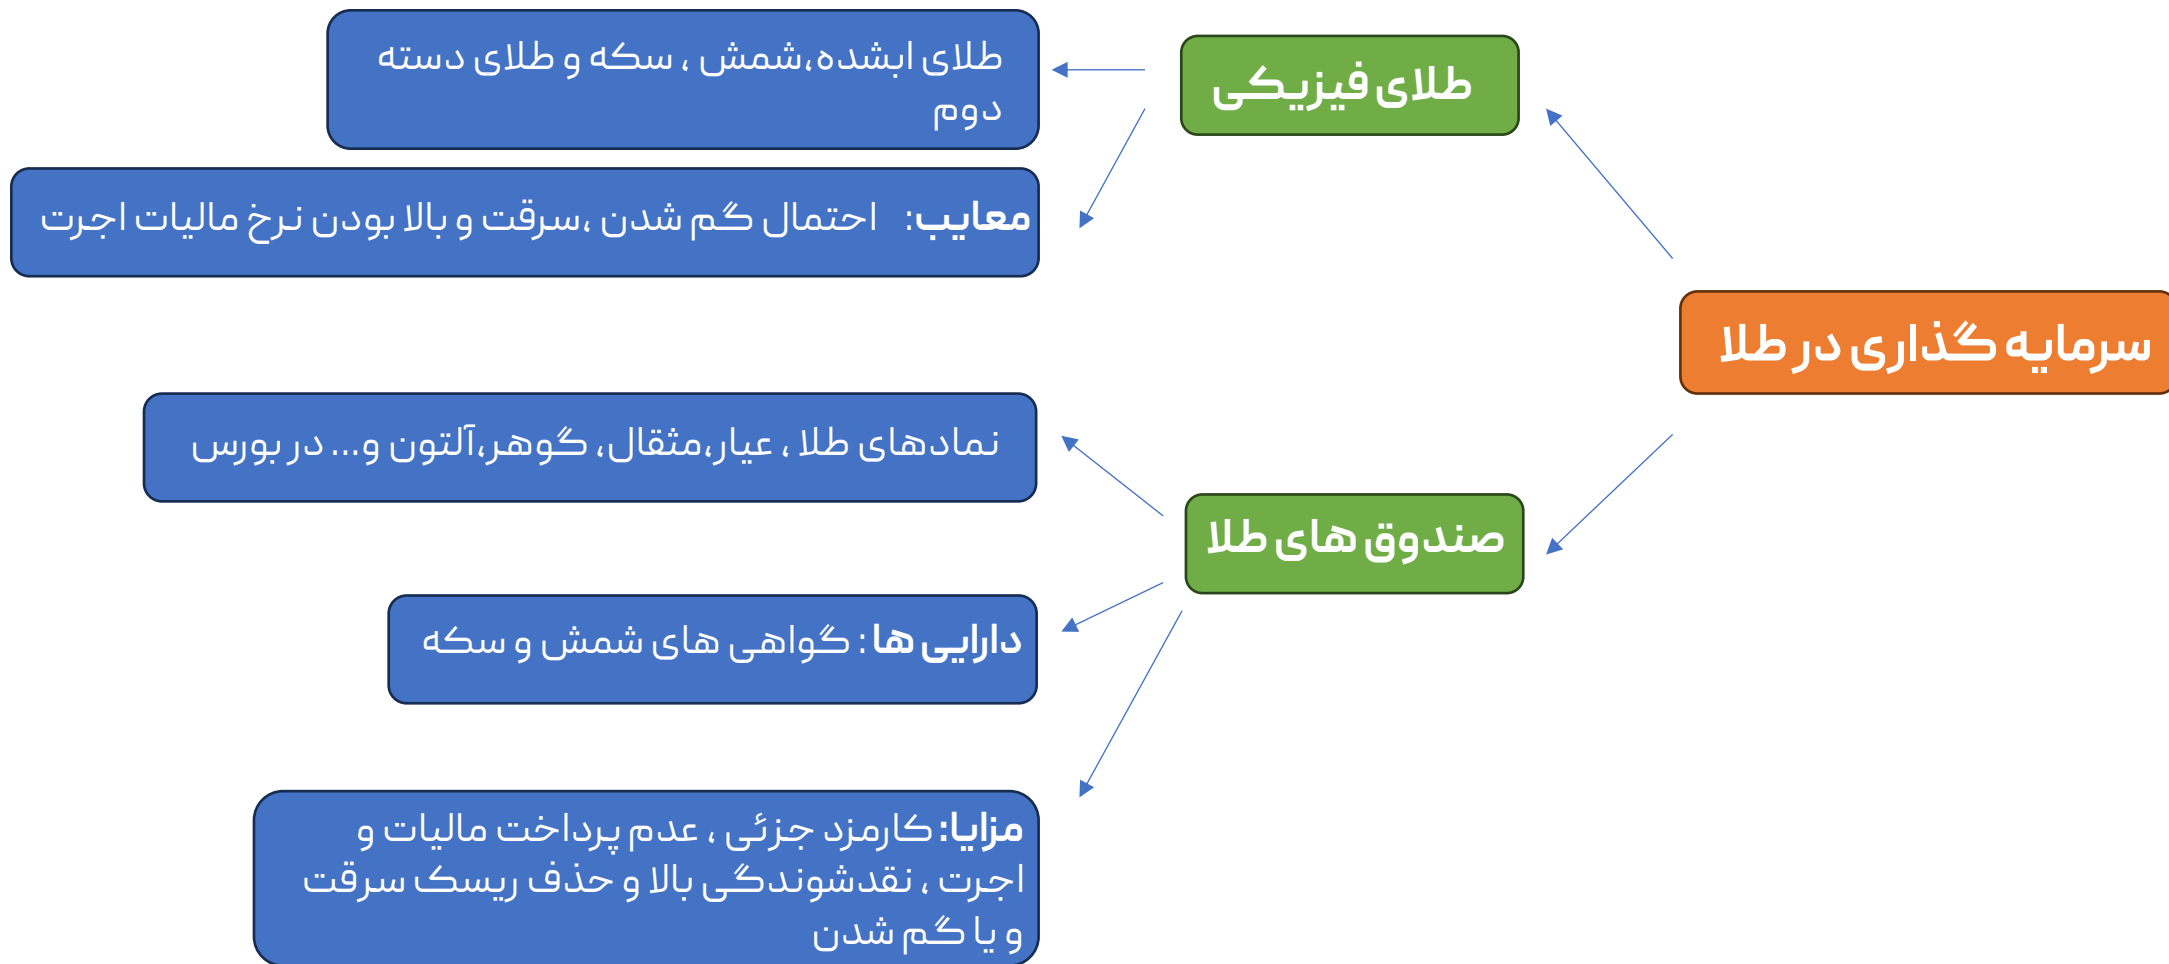 سرمایه گذاری در طلا
طلای فیزیکی
طلای ابشده،شمش ، سکه و طلای دسته
دوم
معایب: احتمال گم شدن ،سرقت و بالا بودن نرخ مالیات اجرت
صندوق های طلا
نمادهای طلا ، عیار،مثقال، گوهر،آلتون و... در بورس
دارایی ها : گواهی های شمش و سکه
مزایا: کارمزد جزئی ، عدم پرداخت مالیات و
اجرت ، نقدشوندگی بالا و حذف ریسک سرقت
و یا گم شدن